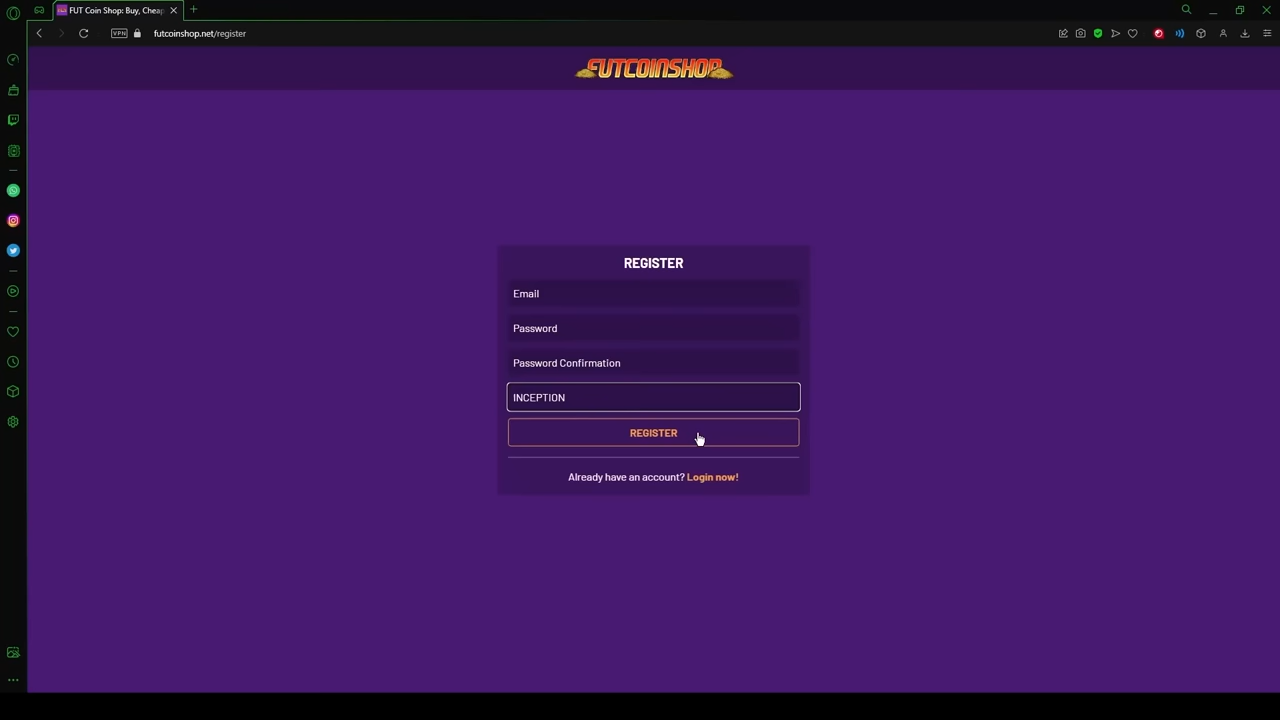 FUT Coin Shop: Buy, Cheap
VPN
futcoinshop.net/register
FUTCOINSHOP
REGISTER
Email
Password
Password Confirmation
INCEPTION
REGISTER
Already have an account? Login now!